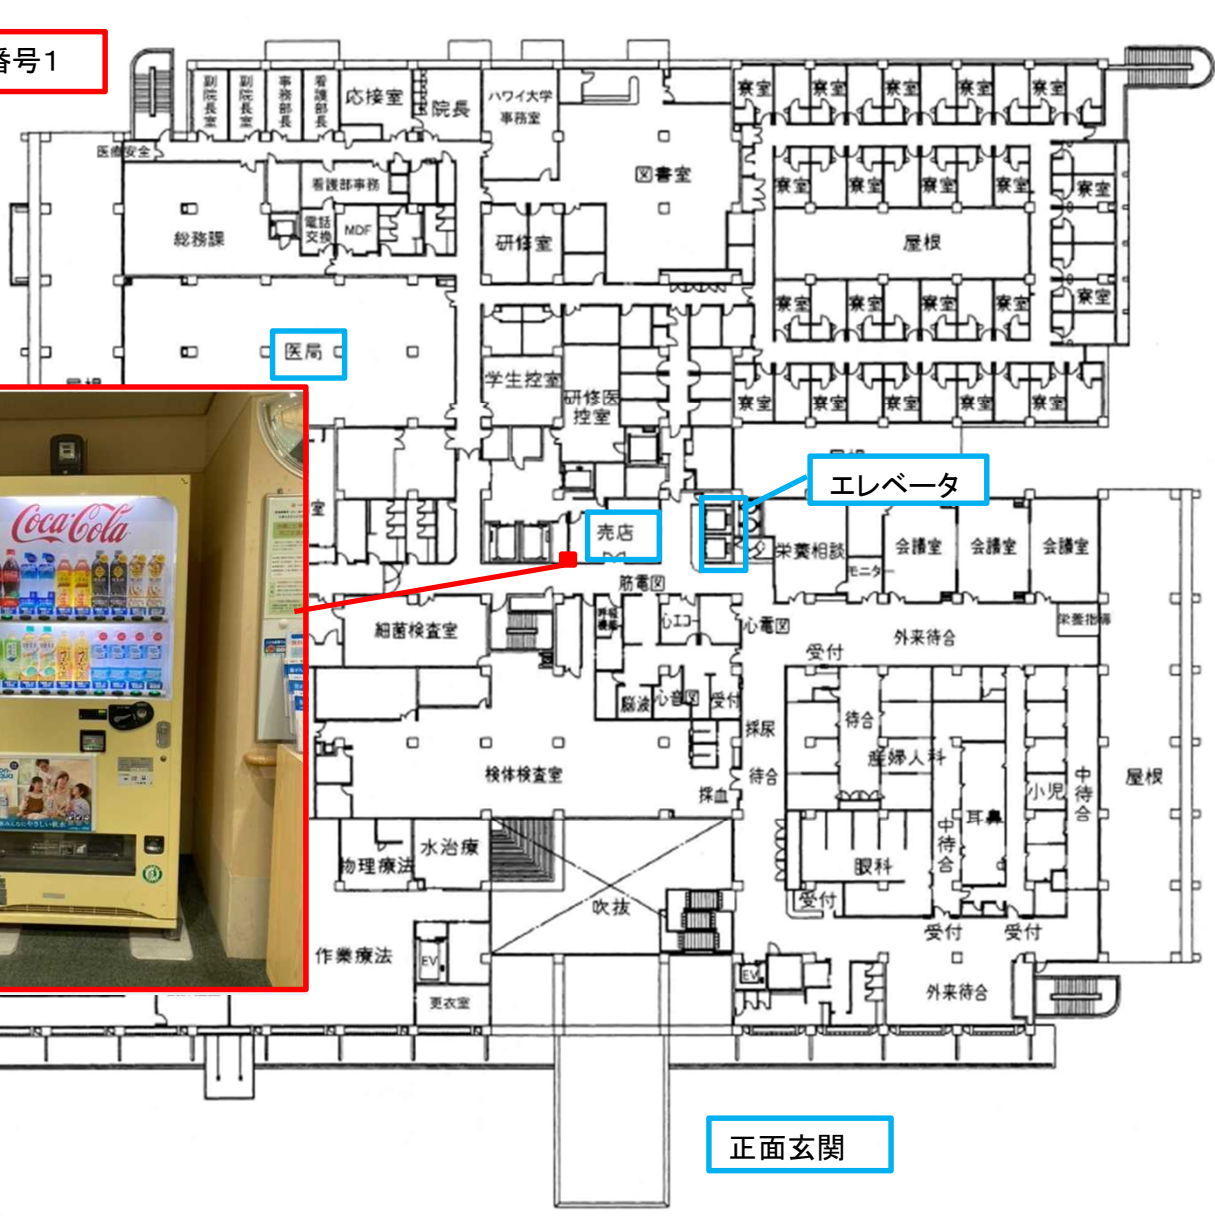 番号1
副院長室
副院長室
事務部長
看護部長
応接室
院長
ハワイ大学
事務室
図書室
寮室
寮室
寮室
寮室
寮室
医療安全
看護部事務
総務課
電話
交換
MDF
研修室
寮室
寮室
寮室
寮室
寮室
屋根
寮室
寮室
寮室
寮室
寮室
医局
学生控室
研修医
控室
寮室
寮室
寮室
寮室
寮室
エレベータ
Coca-Cola
室
売店
栄養相談
モニター
会議室
会議室
会議室
筋電図
細菌検査室
心エコー
心電図
外来待合
栄養指導
受付
脳波
心音図
受付
採尿
待合
待合
産婦人科
検体検査室
採血
小児
中待合
屋根
耳鼻
中待合
物理療法
水治療
眼科
吹抜
受付
受付
受付
作業療法
EV
EV
更衣室
外来待合
正面玄関